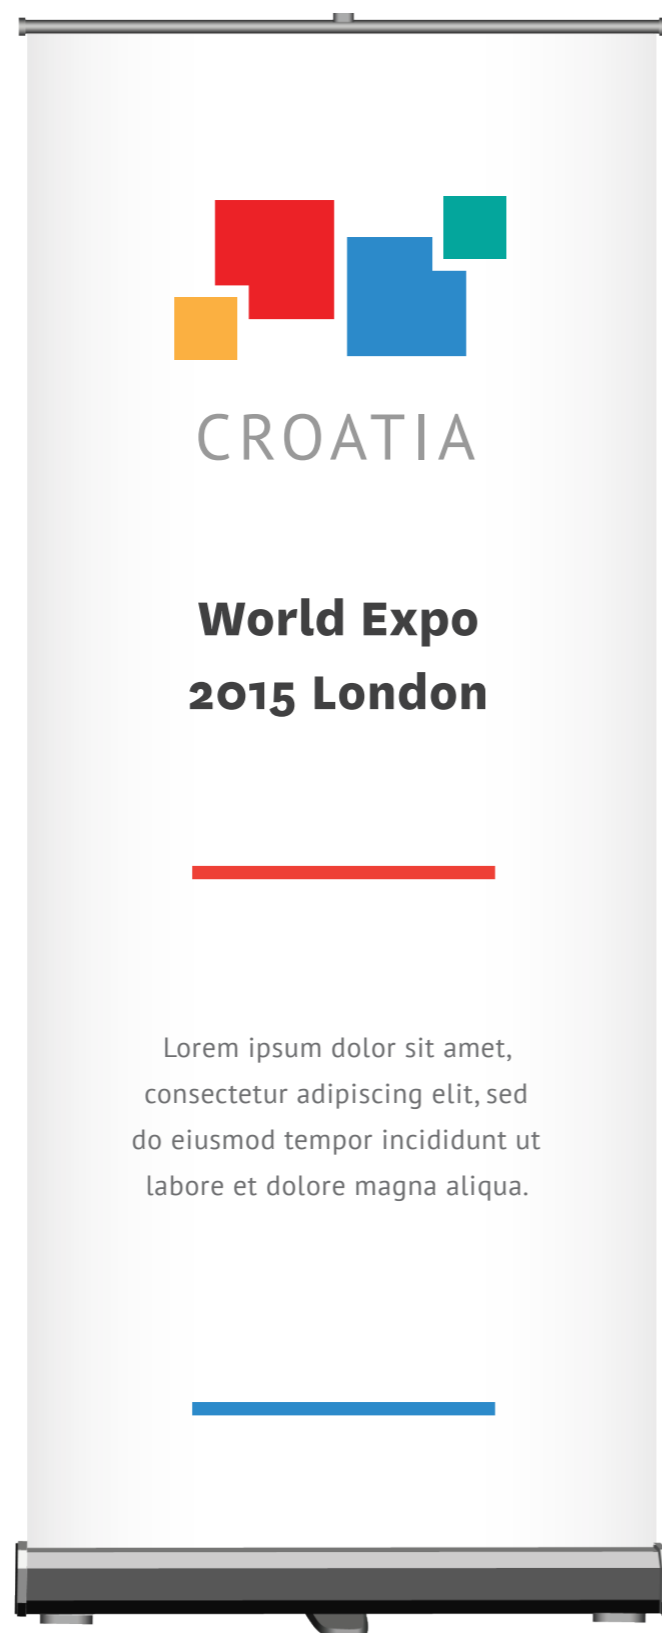 CROATIA
World Expo
2015 London
Lorem ipsum dolor sit amet,
consectetur adipiscing elit, sed
do eiusmod tempor incididunt ut
labore et dolore magna aliqua.